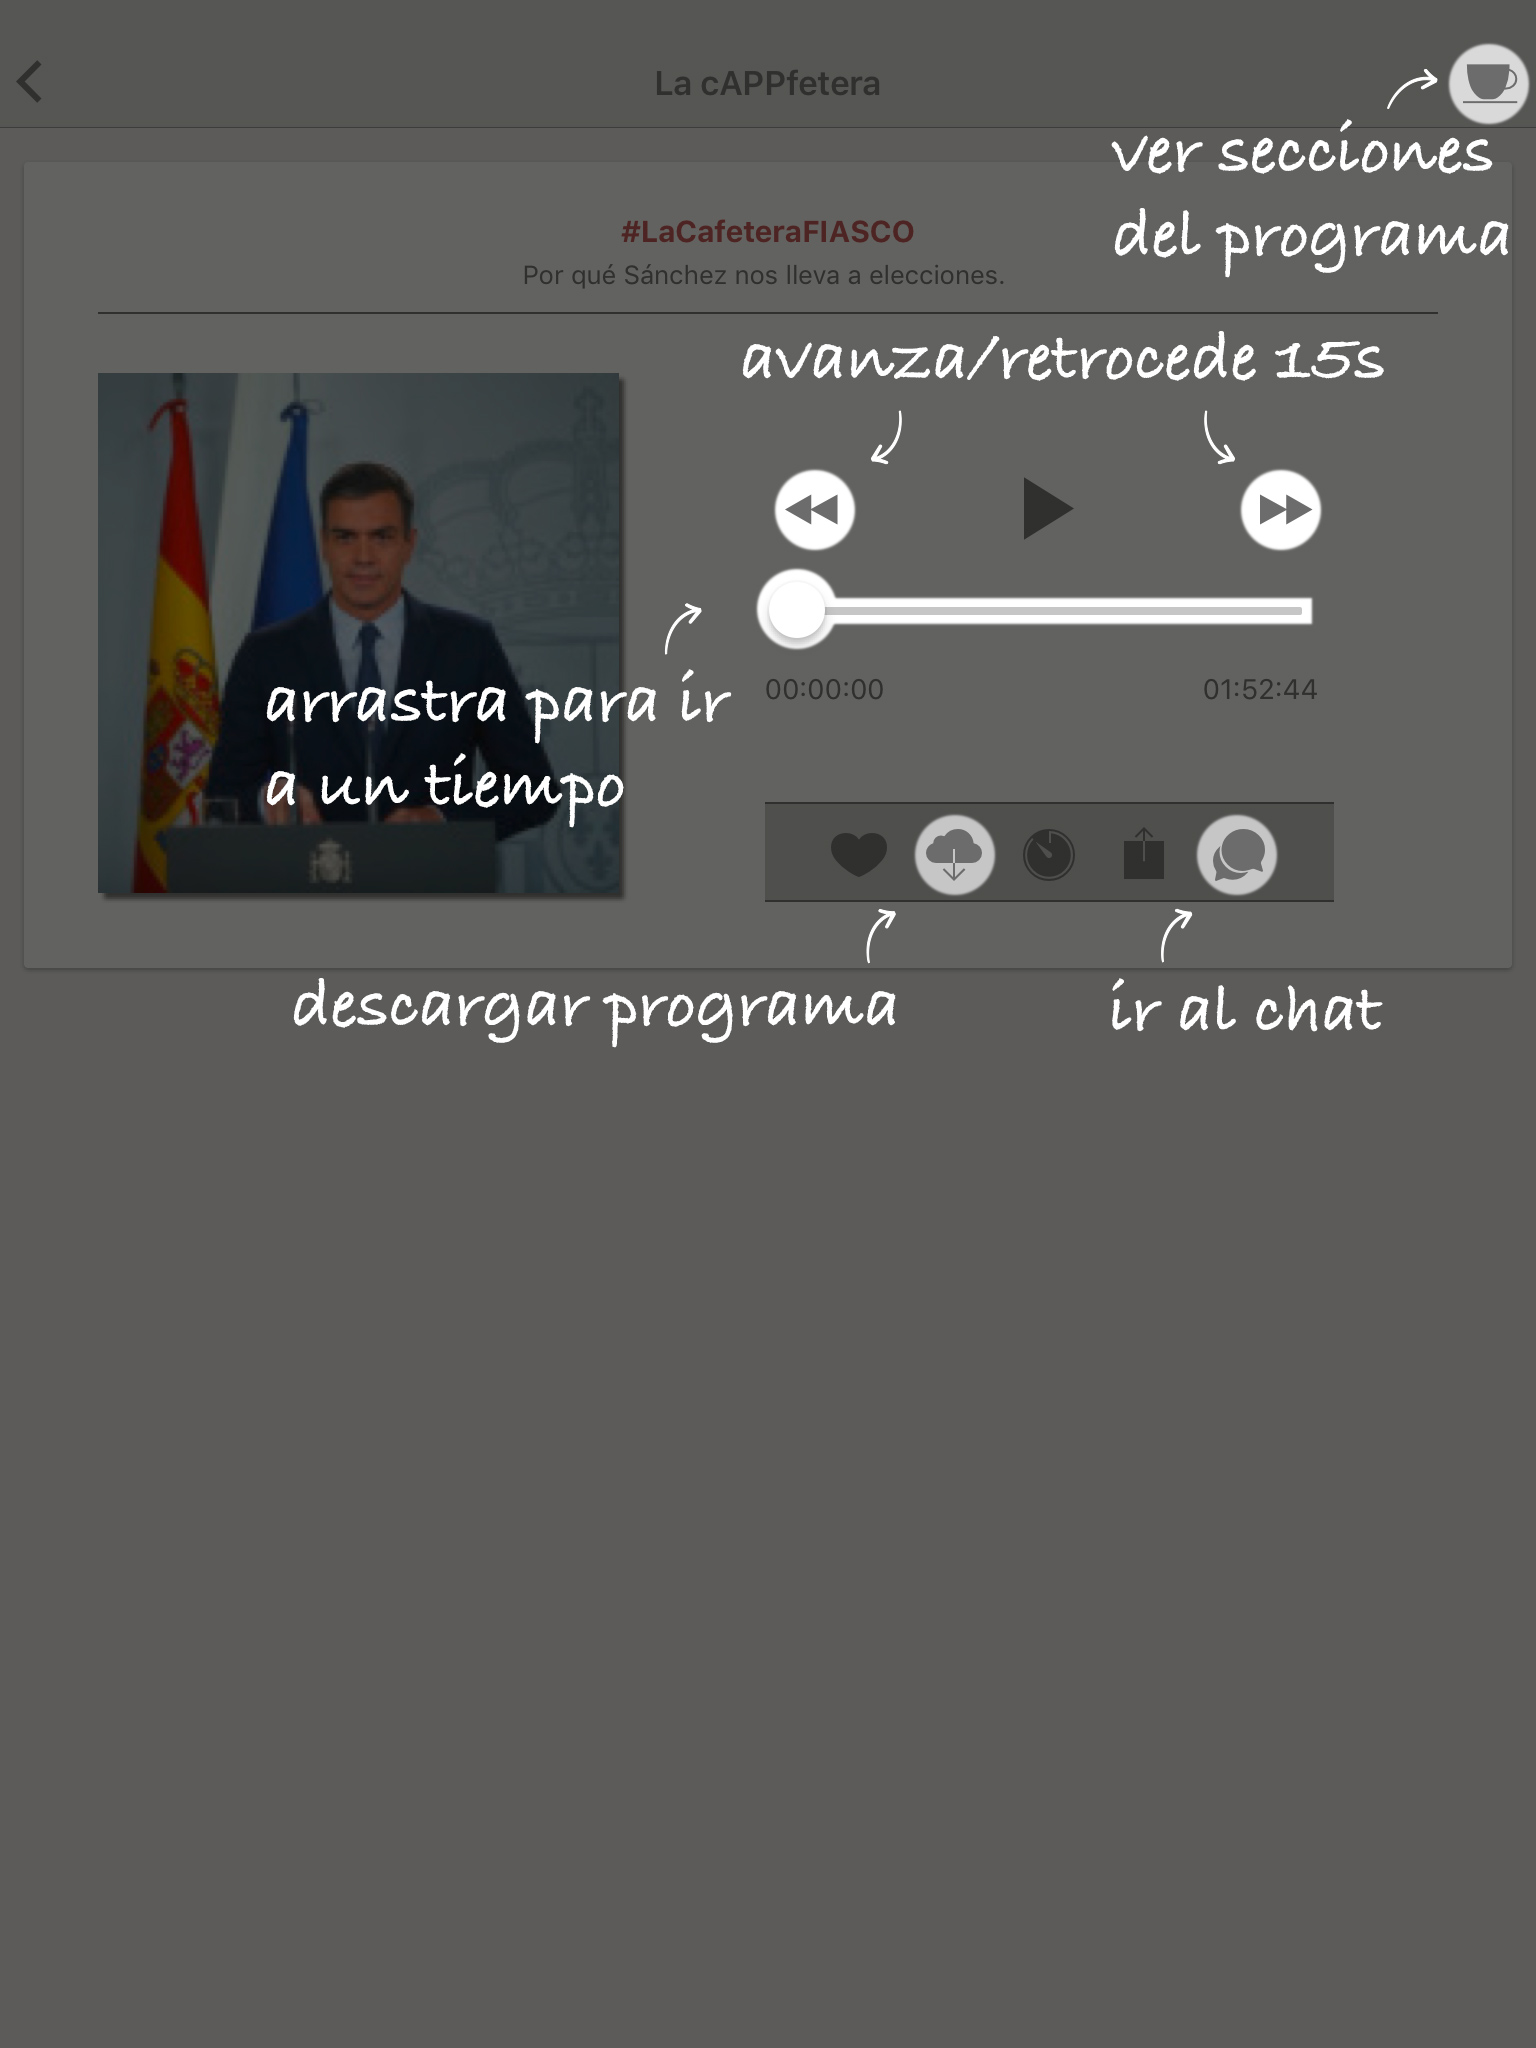 La cAPPfetera
ver secciones
del programa
#LaCafeteraFIASCO
Por qué Sánchez nos lleva a elecciones.
avanza/retrocede 15s
arrastra para ir
a un tiempo
00:00:00
01:52:44
descargar programa
ir al chat